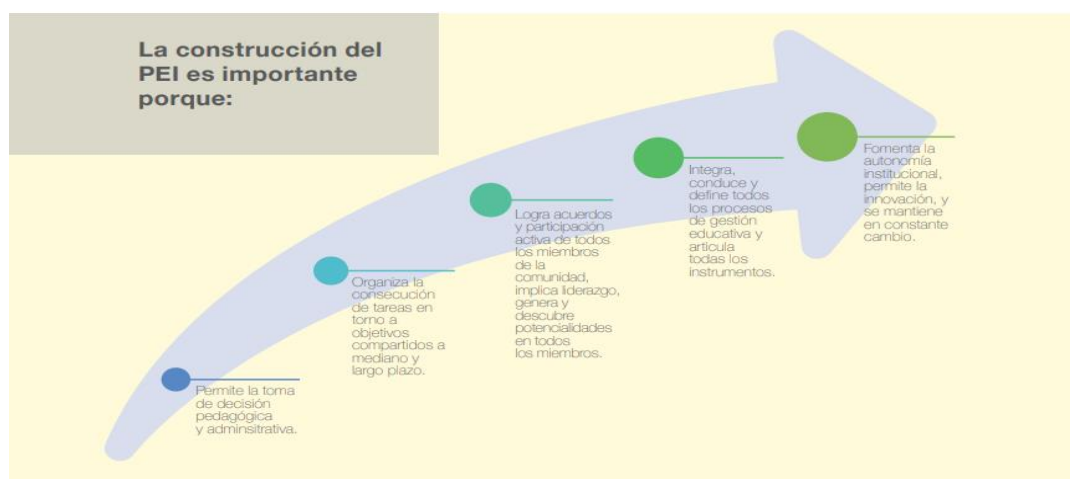 La construcción del
PEI es importante
porque:
Permite la toma
de decisión
pedagógica
y adminsitrativa.
Organiza la
consecución
de tareas en
torno a
objetivos
compartidos a
mediano y
largo plazo.
Logra acuerdos
y participación
activa de todos
los miembros
de la
comunidad,
implica liderazgo,
genera y
descubre
potencialidades
en todos
los miembros.
Integra,
conduce y
define todos
los procesos
de gestión
educativa y
articula
todas los
instrumentos.
Fomenta la
autonomía
institucional,
permite la
innovación, y
se mantiene
en constante
cambio.